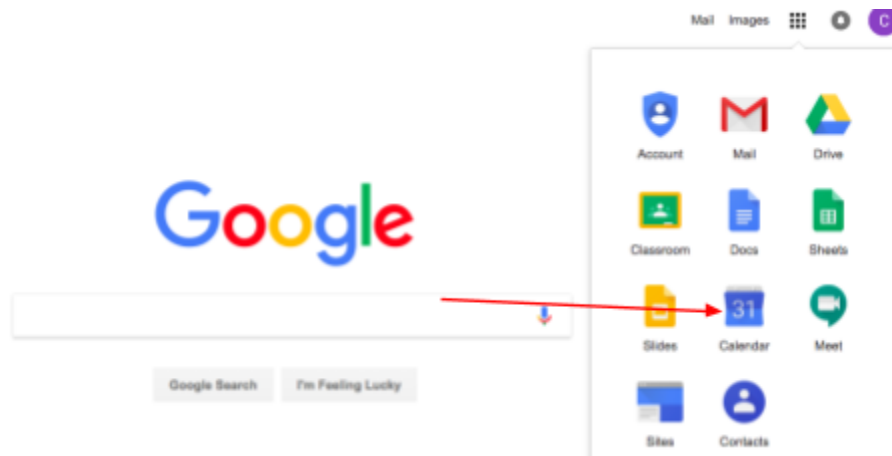 Mail Images C
Account Mail Drive
Google
Classroom Docs Sheets
31
Slides Calendar Meet
Google Search I'm Feeling Lucky
Sites Contacts